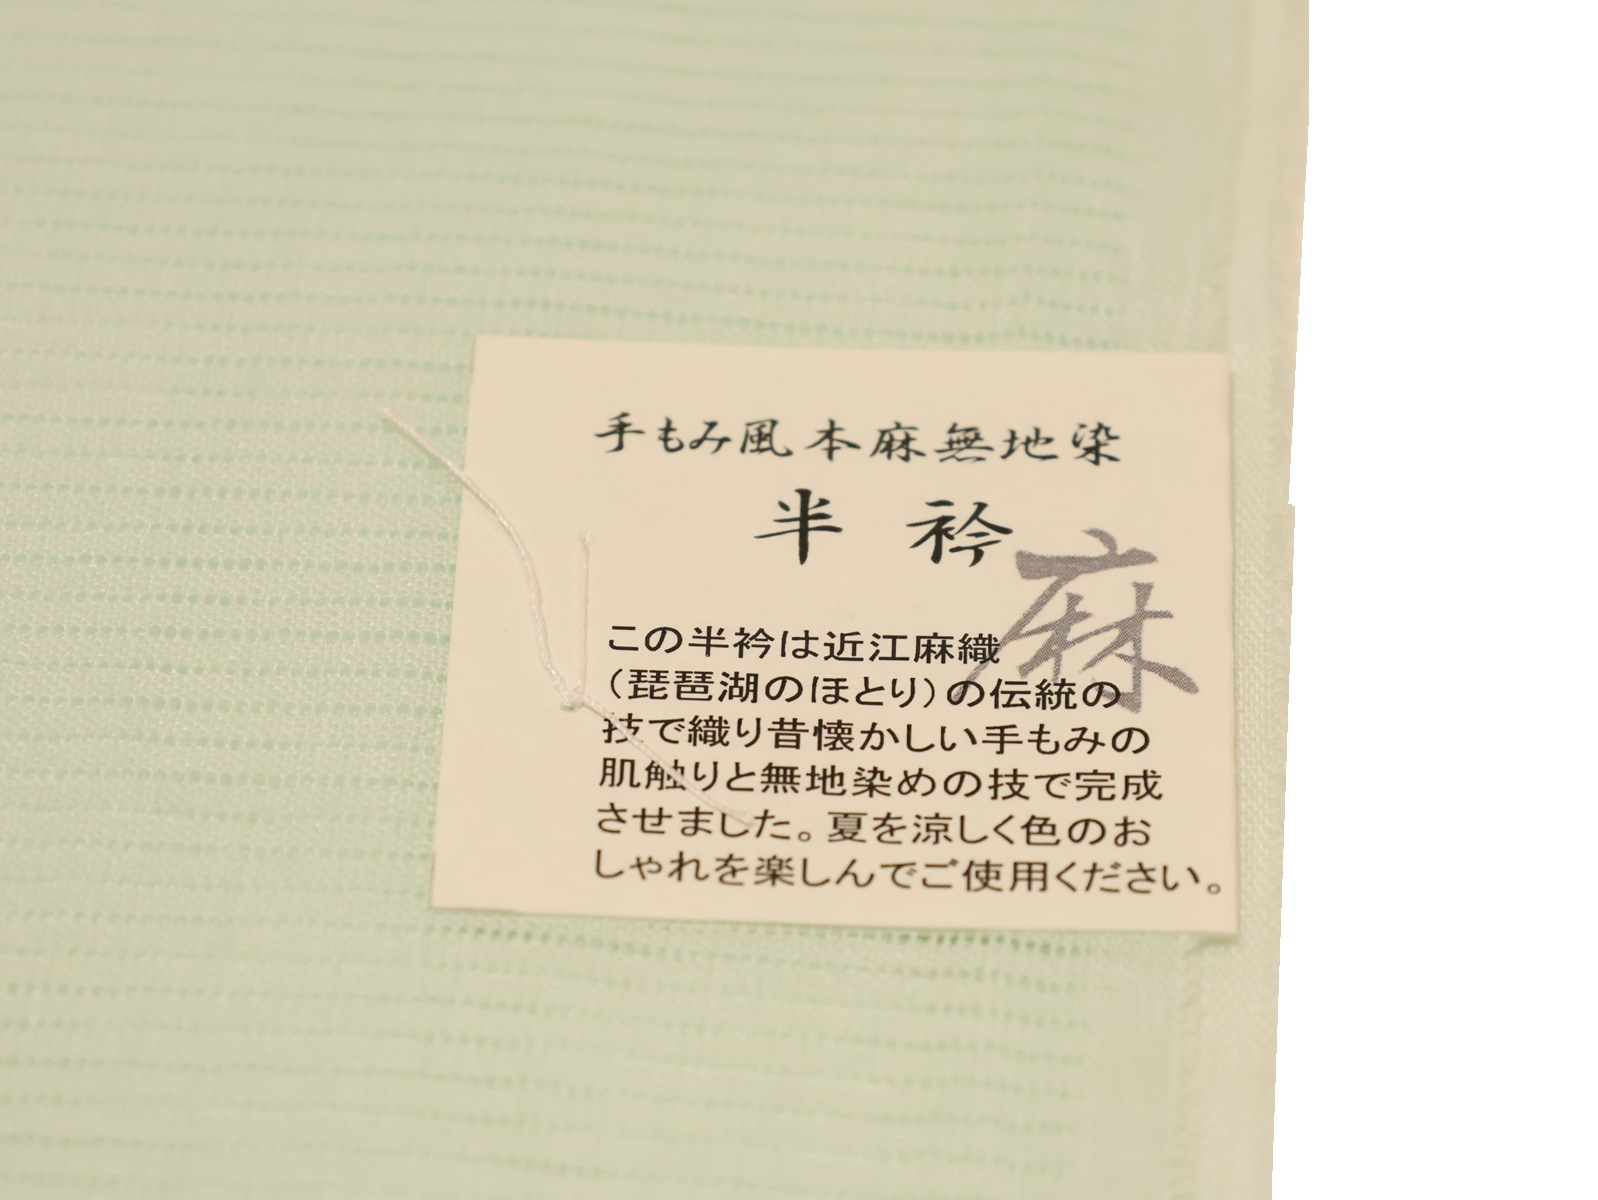 手もみ風本麻無地染
半衿
麻
この半衿は近江麻織
（琵琶湖のほとり）の伝統の
技で織り昔懐かしい手もみの
肌触りと無地染めの技で完成
させました。夏を涼しく色のお
しゃれを楽しんでご使用ください。